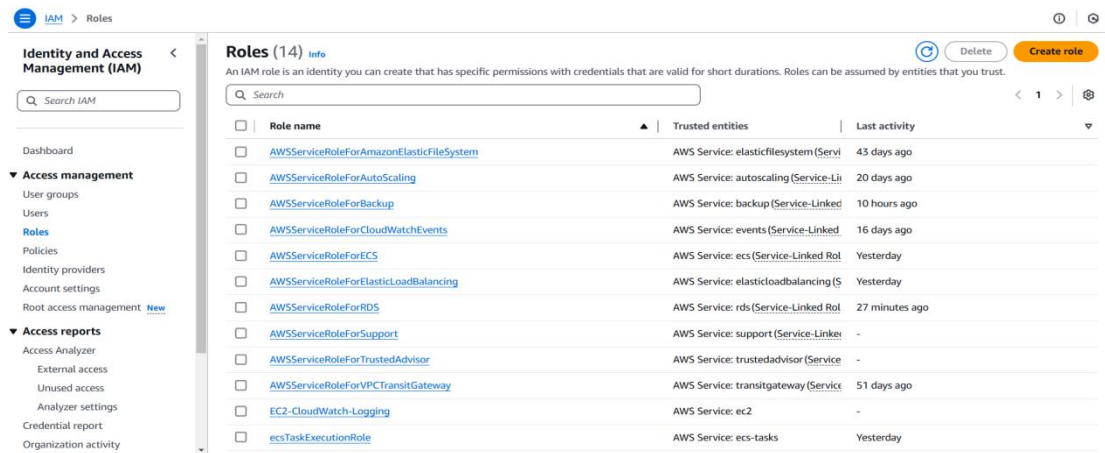 IAM > Roles
Identity and Access Management (IAM)
Search IAM
Dashboard
Access management
User groups
Users
Roles
Policies
Identity providers
Account settings
Root access management New
Access reports
Access Analyzer
External access
Unused access
Analyzer settings
Credential report
Organization activity
Roles (14) Info
Delete
Create role
An IAM role is an identity you can create that has specific permissions with credentials that are valid for short durations. Roles can be assumed by entities that you trust.
Search
1
Role name Trusted entities Last activity
AWSServiceRoleForAmazonElasticFileSystem AWS Service: elasticfilesystem (Servi 43 days ago
AWSServiceRoleForAutoScaling AWS Service: autoscaling (Service-Li 20 days ago
AWSServiceRoleForBackup AWS Service: backup (Service-Linked 10 hours ago
AWSServiceRoleForCloudWatchEvents AWS Service: events (Service-Linked 16 days ago
AWSServiceRoleForECS AWS Service: ecs (Service-Linked Rol Yesterday
AWSServiceRoleForElasticLoadBalancing AWS Service: elasticloadbalancing (S Yesterday
AWSServiceRoleForRDS AWS Service: rds (Service-Linked Rol 27 minutes ago
AWSServiceRoleForSupport AWS Service: support (Service-Linke -
AWSServiceRoleForTrustedAdvisor AWS Service: trustedadvisor (Service -
AWSServiceRoleForVPCTransitGateway AWS Service: transitgateway (Service 51 days ago
EC2-CloudWatch-Logging AWS Service: ec2 -
ecsTaskExecutionRole AWS Service: ecs-tasks Yesterday